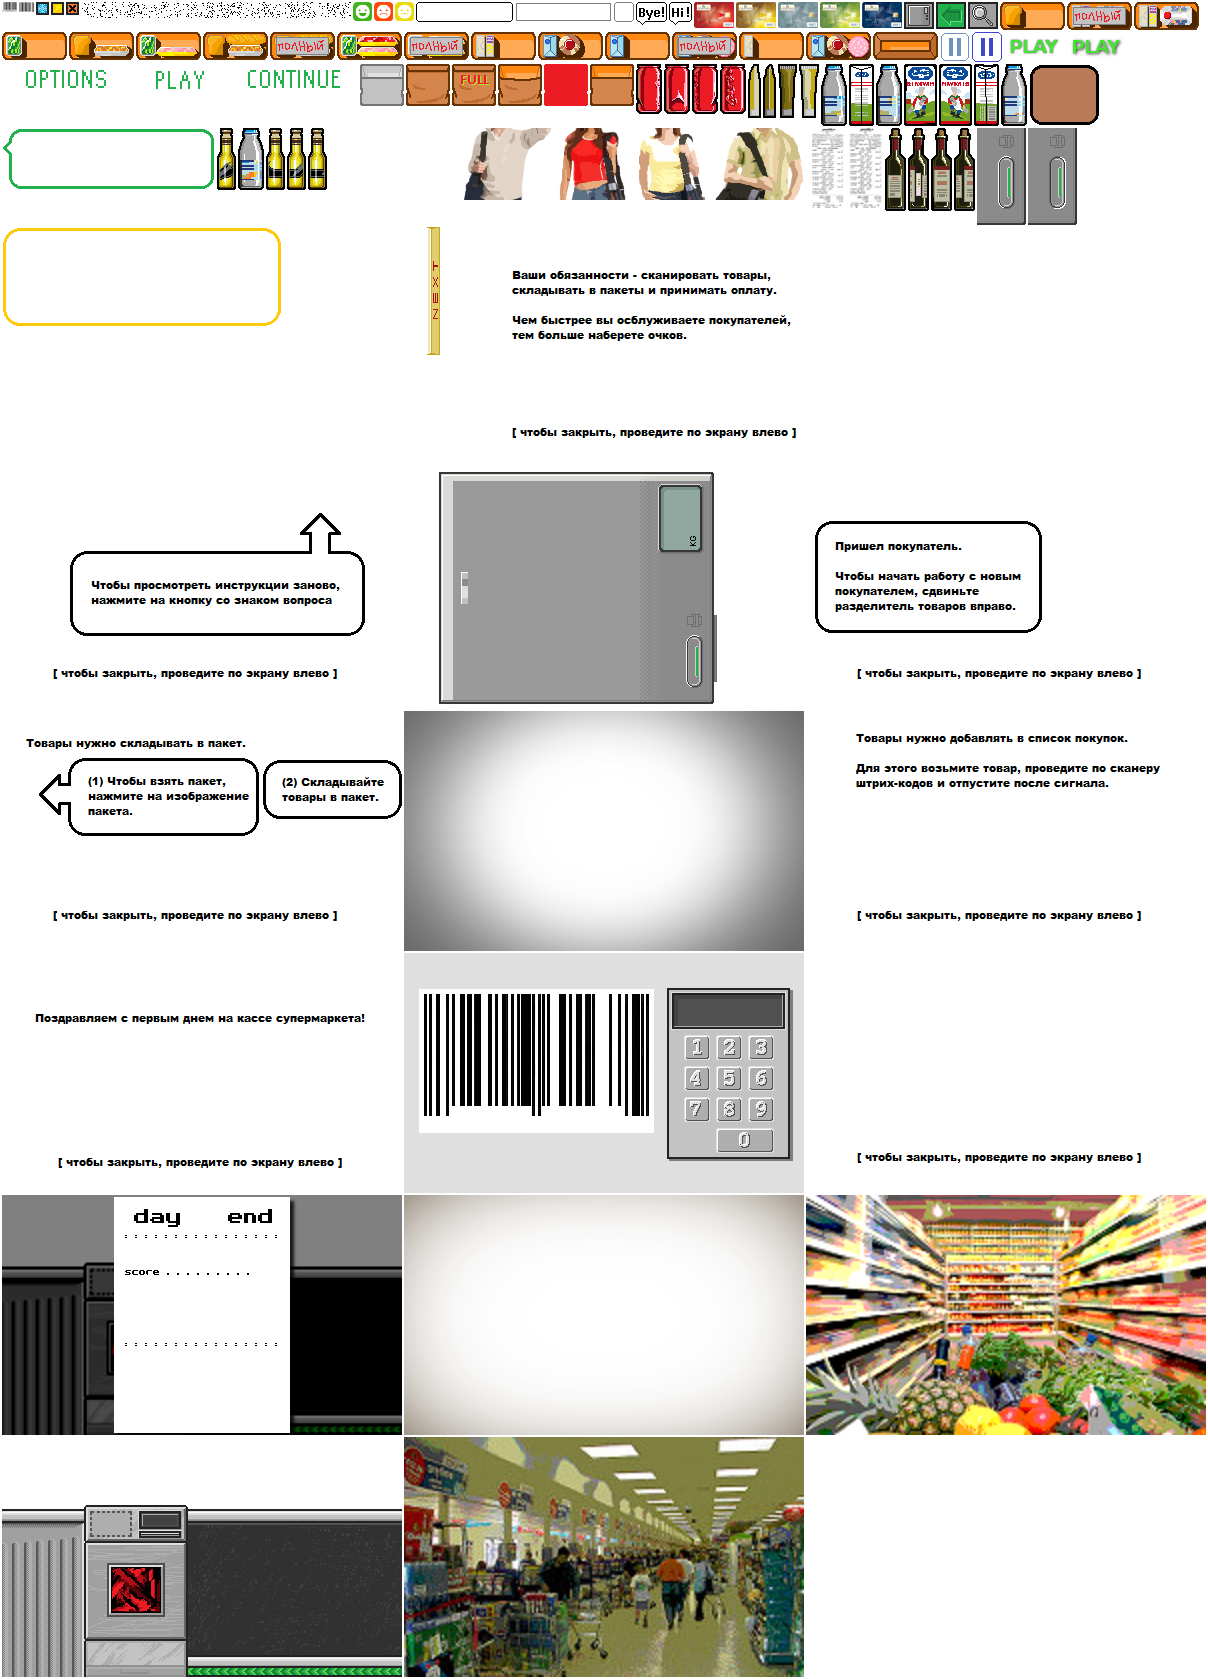 Bye! Hi!
ПОЛНЫЙ
ПОЛНЫЙ ПОЛНЫЙ ПОЛНЫЙ PLAY PLAY
OPTIONS PLAY CONTINUE FULL
NEXT
Ваши обязанности - сканировать товары,
складывать в пакеты и принимать оплату.
Чем быстрее вы осблуживаете покупателей,
тем больше наберете очков.
[ чтобы закрыть, проведите по экрану влево ]
KG
Чтобы просмотреть инструкции заново,
нажмите на кнопку со знаком вопроса
[ чтобы закрыть, проведите по экрану влево ]
Пришел покупатель.
Чтобы начать работу с новым
покупателем, сдвиньте
разделитель товаров вправо.
[ чтобы закрыть, проведите по экрану влево ]
Товары нужно складывать в пакет.
(1) Чтобы взять пакет,
нажмите на изображение
пакета.
(2) Складывайте
товары в пакет.
[ чтобы закрыть, проведите по экрану влево ]
Товары нужно добавлять в список покупок.
Для этого возьмите товар, проведите по сканеру
штрих-кодов и отпустите после сигнала.
[ чтобы закрыть, проведите по экрану влево ]
Поздравляем с первым днем на кассе супермаркета!
[ чтобы закрыть, проведите по экрану влево ]
1 2 3
4 5 6
7 8 9
0
[ чтобы закрыть, проведите по экрану влево ]
day end
score . . . . . . . . .